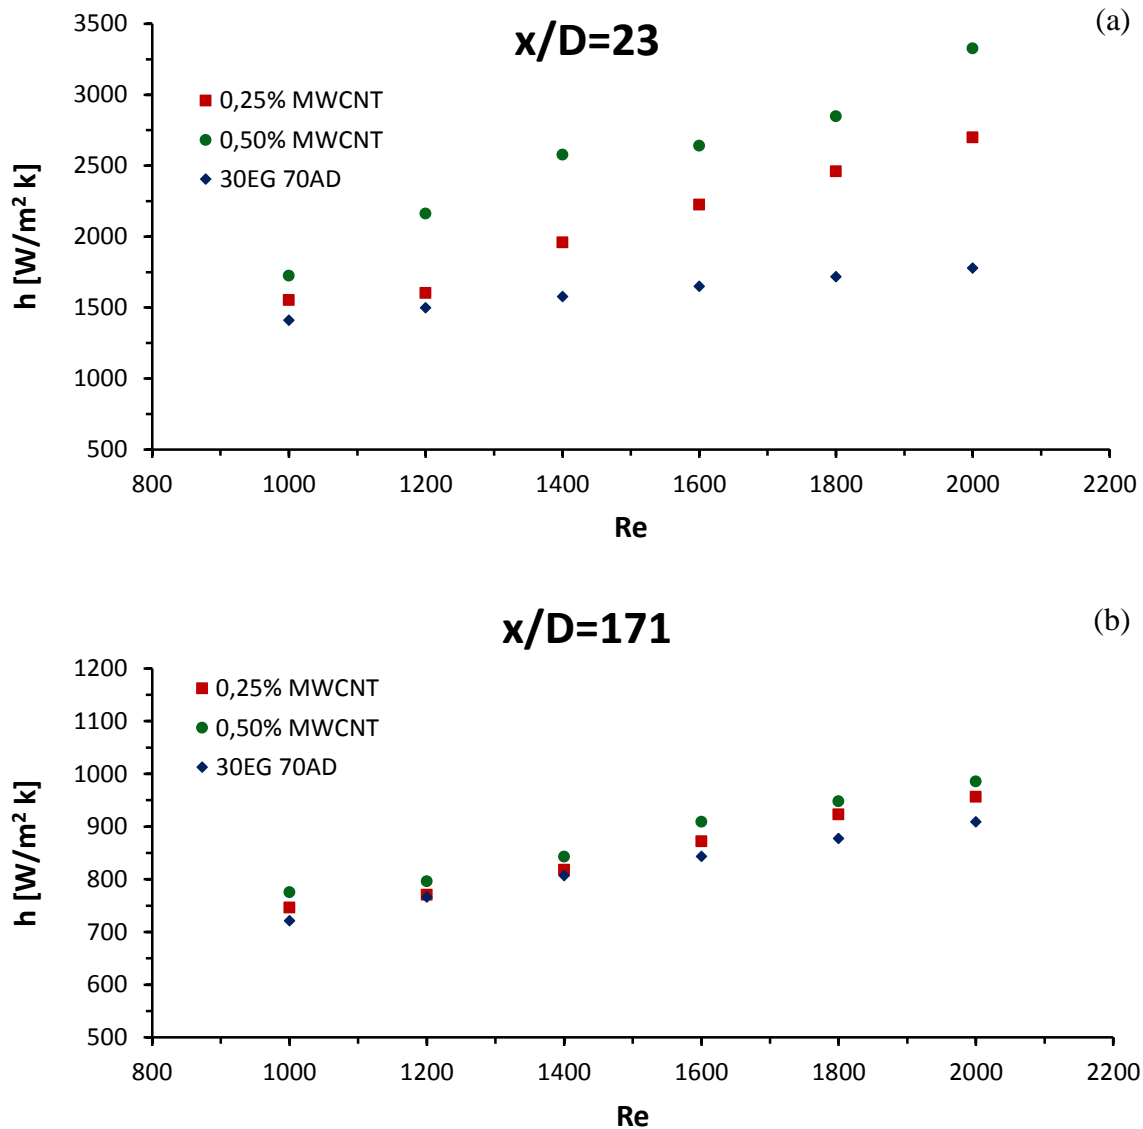 (a)
x/D=23
3500
3000
2500
2000
1500
1000
500
h [W/m² k]
0,25% MWCNT
0,50% MWCNT
30EG 70AD
800 1000 1200 1400 1600 1800 2000 2200
Re
(b)
x/D=171
1200
1100
1000
900
800
700
600
500
h [W/m² k]
0,25% MWCNT
0,50% MWCNT
30EG 70AD
800 1000 1200 1400 1600 1800 2000 2200
Re